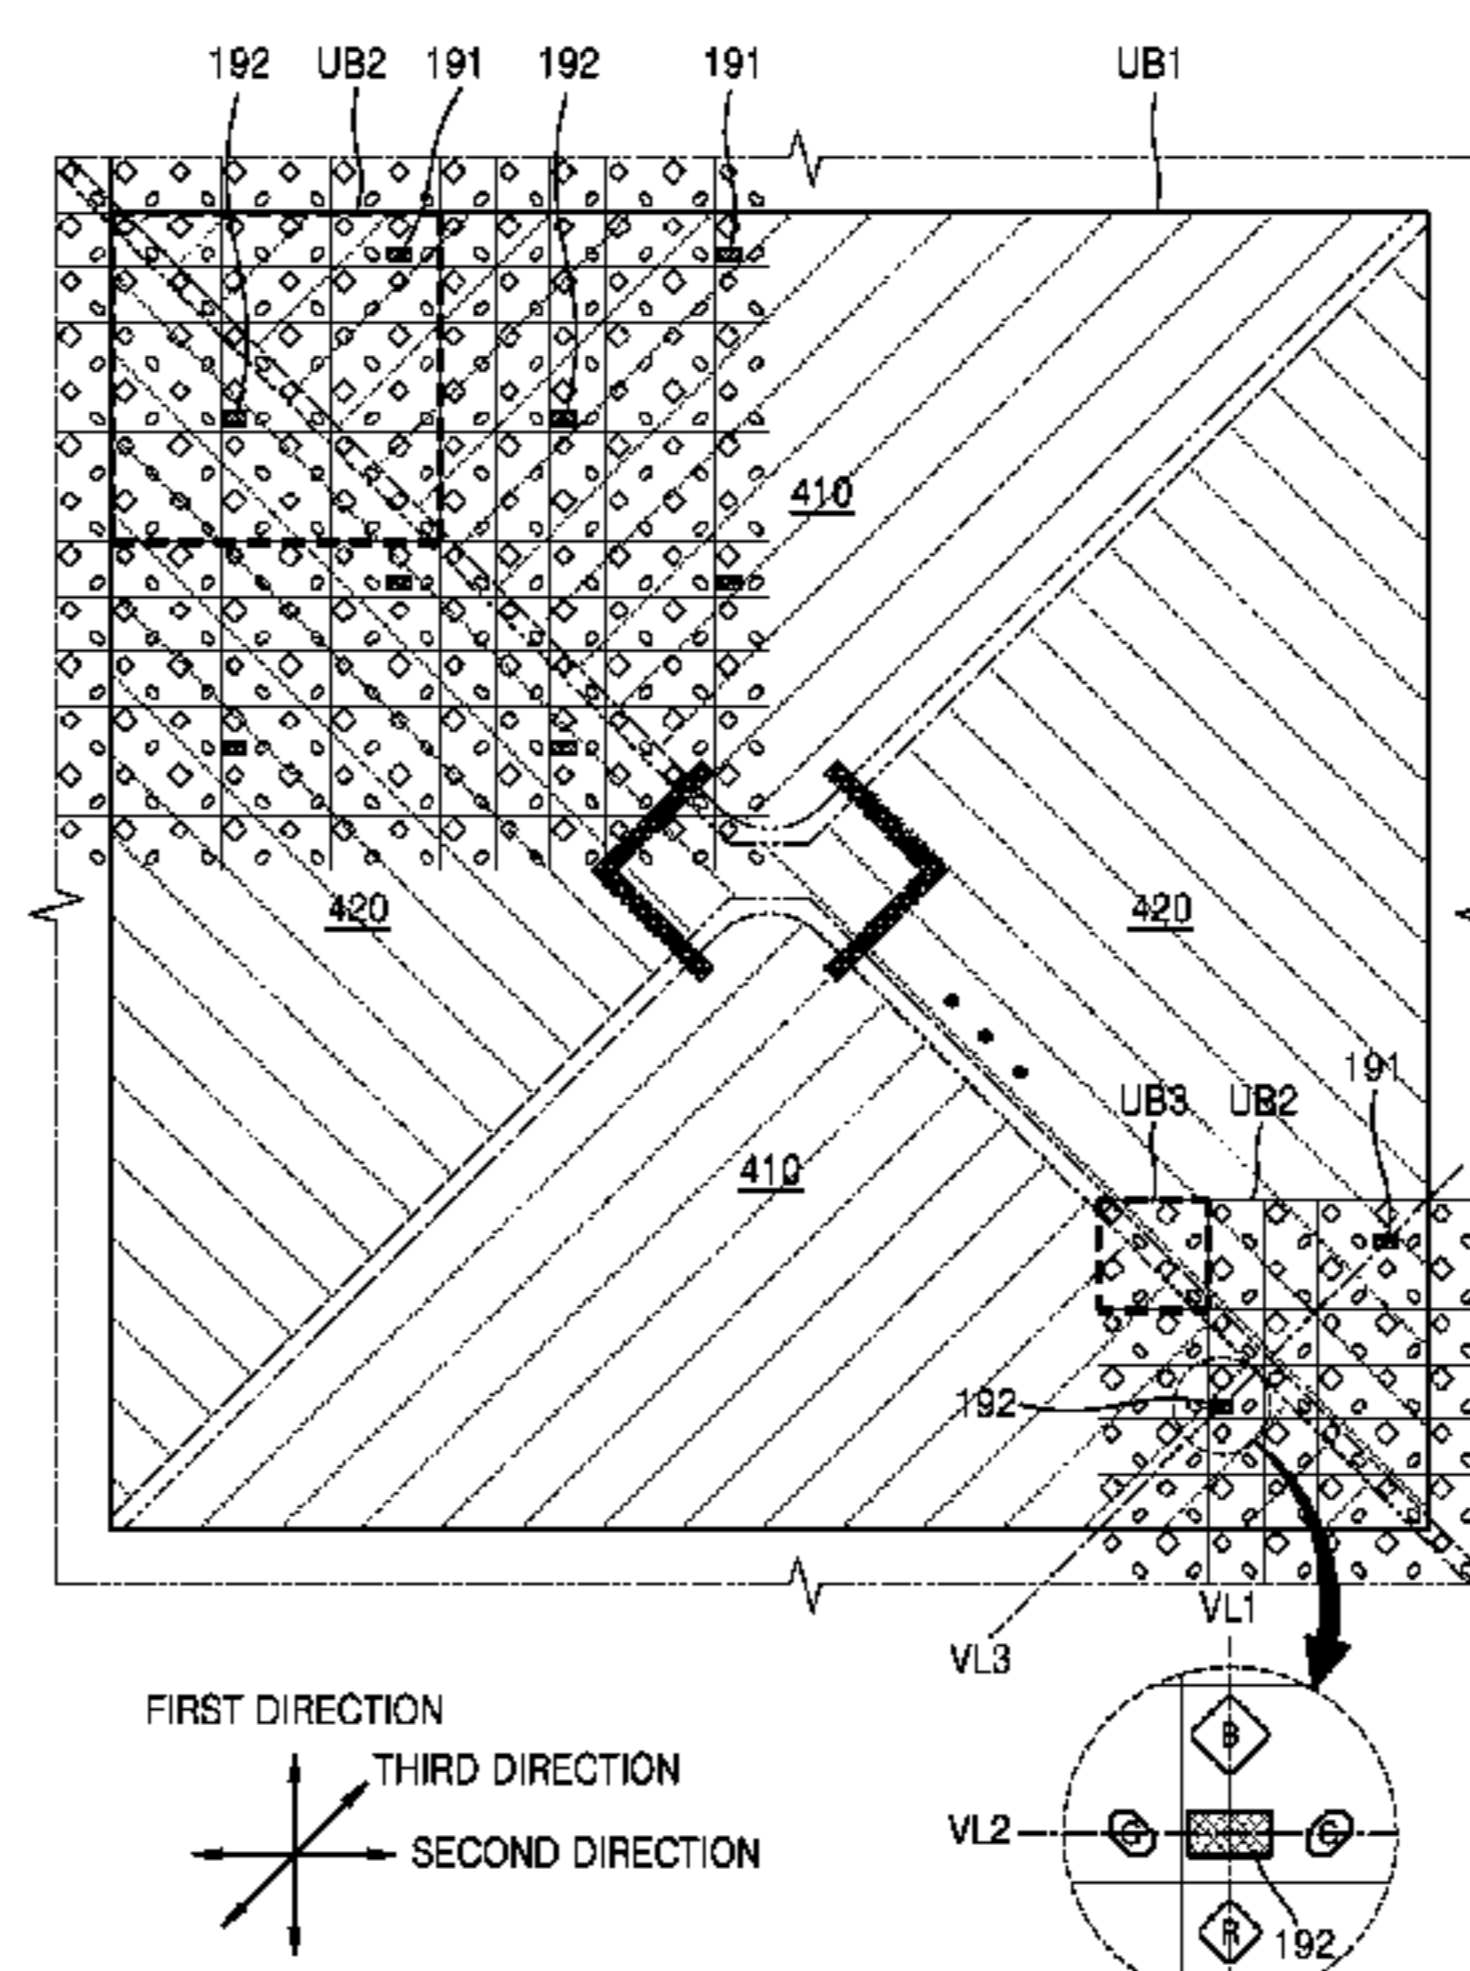 192 UB2 191 192 191 UB1
410
420 420
191
UB3 UB2
410
192
VL1
VL3
FIRST DIRECTION
THIRD DIRECTION
SECOND DIRECTION
B
VL2 G G
R 192